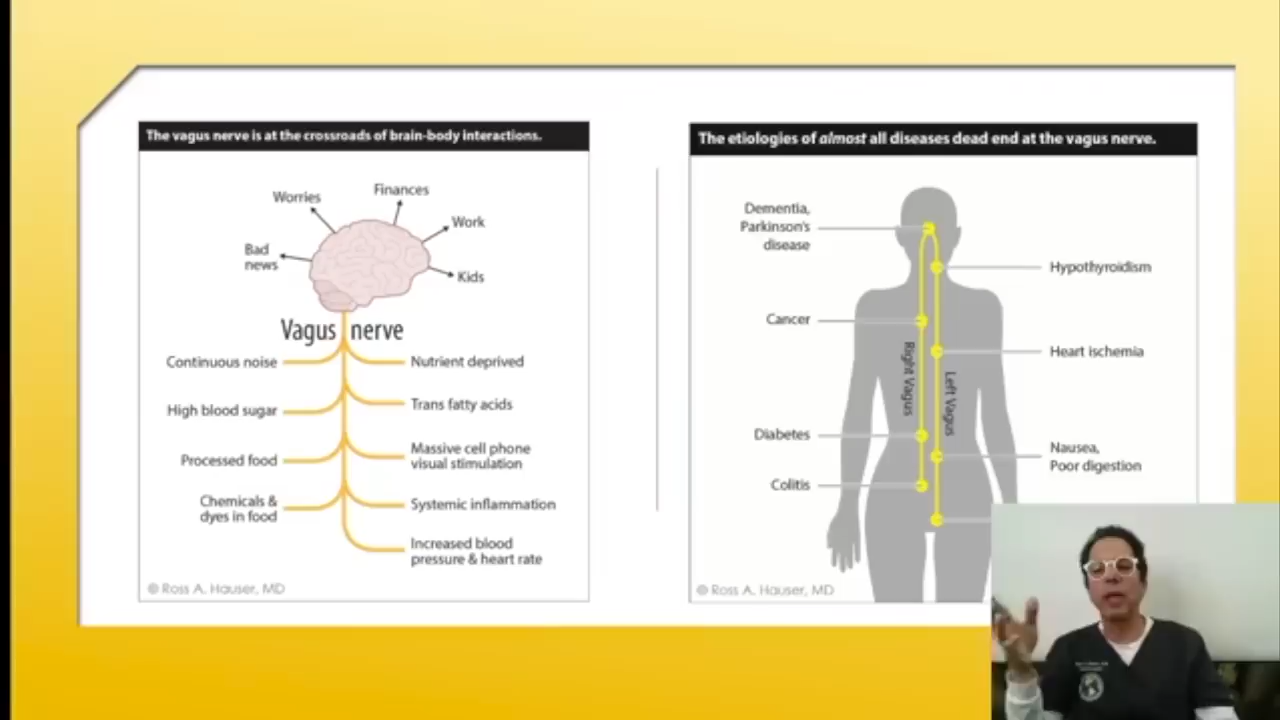 The vagus nerve is at the crossroads of brain-body interactions.
Worries
Finances
Work
Bad
news
Kids
Vagus nerve
Continuous noise
Nutrient deprived
High blood sugar
Trans fatty acids
Processed food
Massive cell phone
visual stimulation
Chemicals &
dyes in food
Systemic inflammation
Increased blood
pressure & heart rate
© Ross A. Hauser, MD
The etiologies of almost all diseases dead end at the vagus nerve.
Dementia,
Parkinson's
disease
Hypothyroidism
Cancer
Heart ischemia
Right Vagus
Left Vagus
Diabetes
Nausea,
Poor digestion
Colitis
© Ross A. Hauser, MD